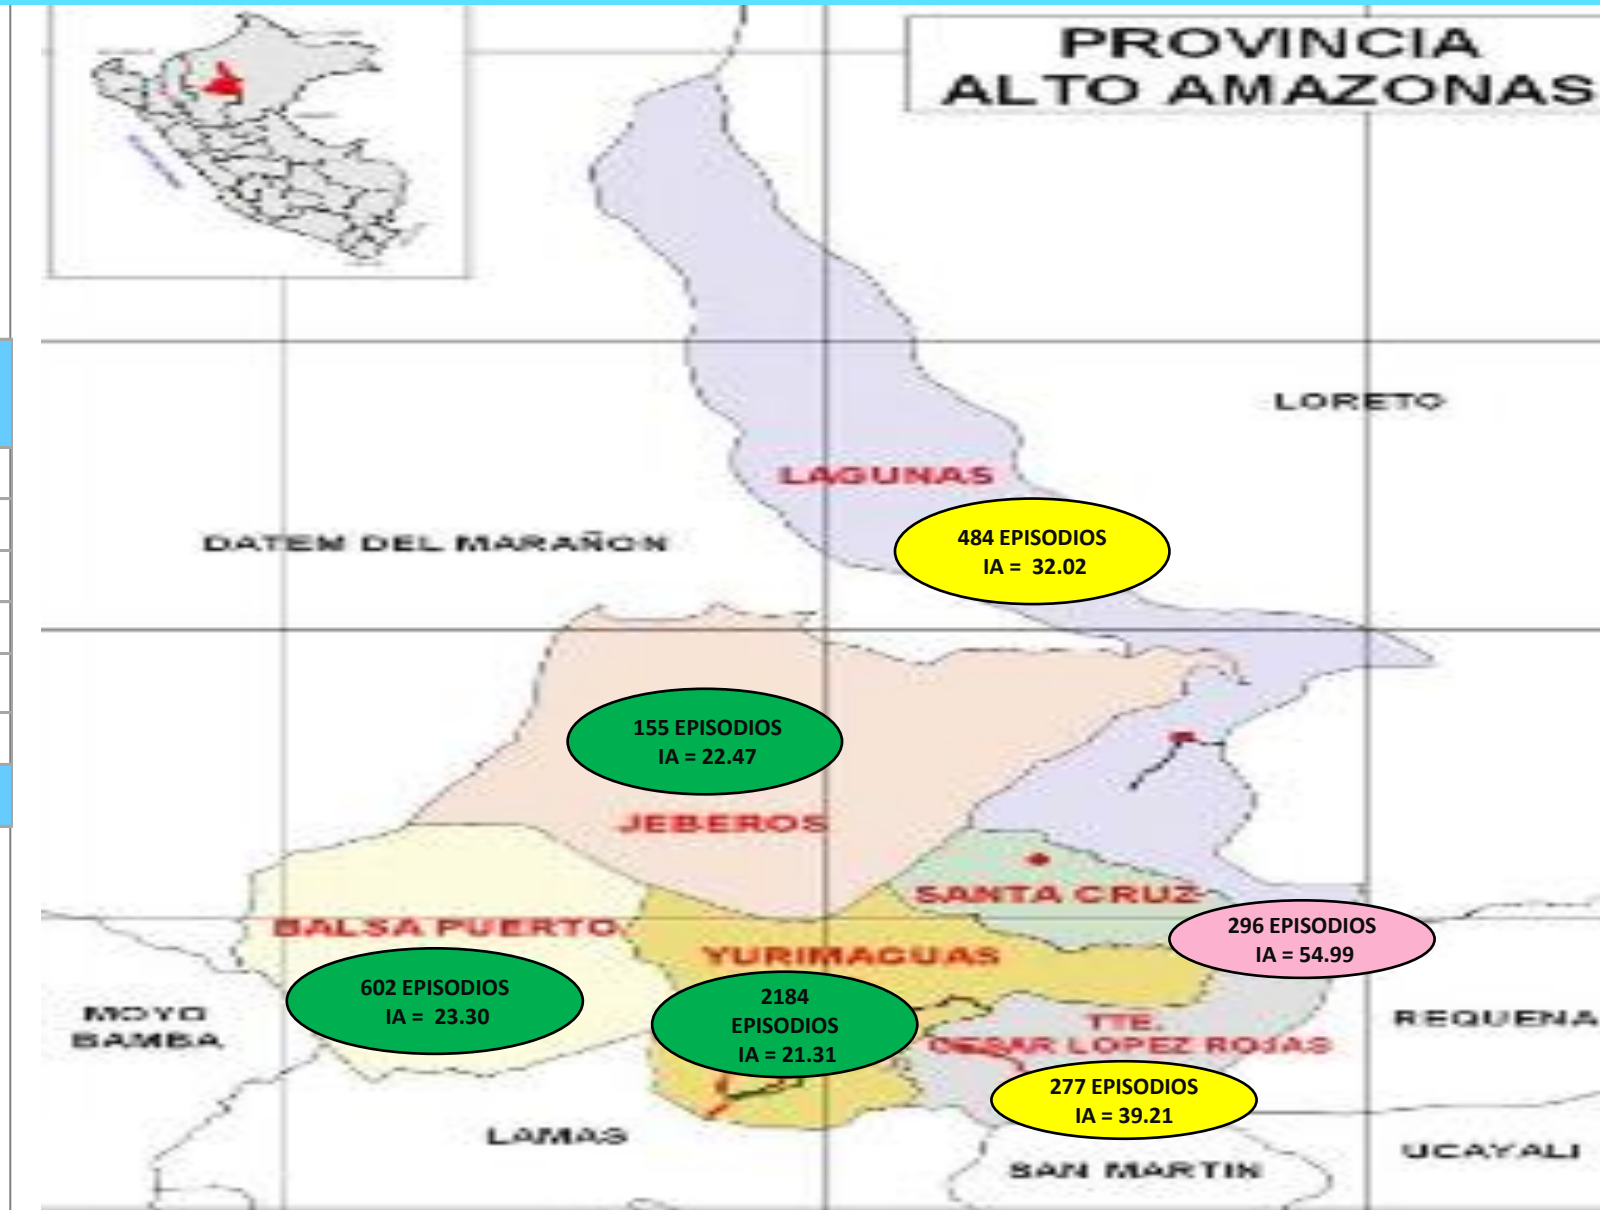 PROVINCIA
ALTO AMAZONAS
LORETO
LAGUNAS
484 EPISODIOS
IA = 32.02
DATEM DEL MARAÑON
155 EPISODIOS
IA = 22.47
JEBEROS
SANTA CRUZ
296 EPISODIOS
IA = 54.99
BALSA PUERTO
602 EPISODIOS
IA = 23.30
YURIMAGUAS
2184
EPISODIOS
IA = 21.31
MOYO
BAMBA
REQUENA
TTE.
CESAR LOPEZ ROJAS
277 EPISODIOS
IA = 39.21
LAMAS
SAN MARTIN
UCAYALI